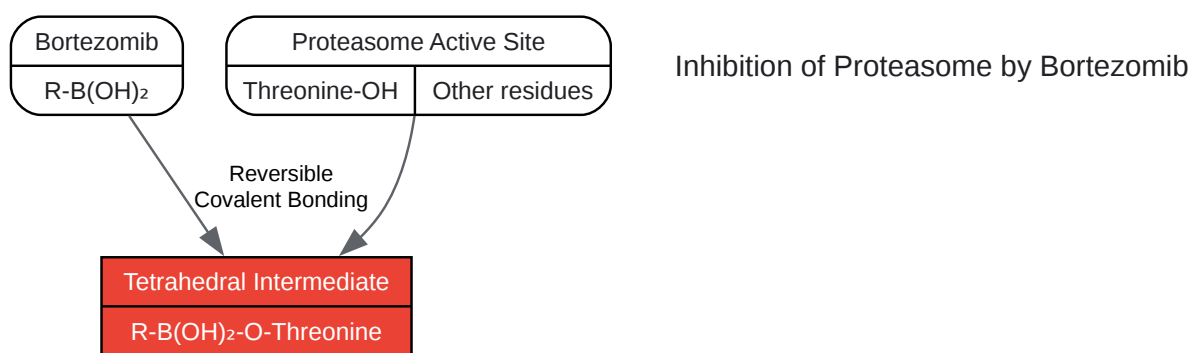 Bortezomib
R-B(OH)₂
Proteasome Active Site
Threonine-OH
Other residues
Inhibition of Proteasome by Bortezomib
Reversible
Covalent Bonding
Tetrahedral Intermediate
R-B(OH)₂-O-Threonine